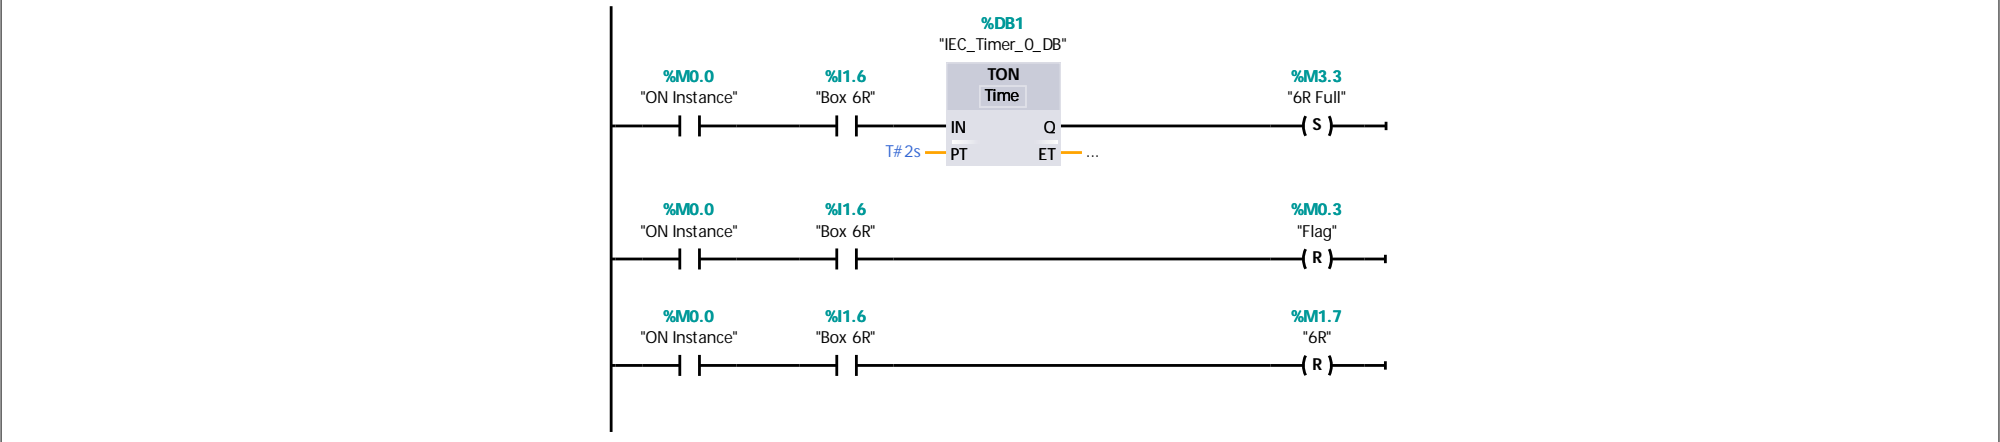 %DB1
"IEC_Timer_0_DB"
%M0.0 %I1.6 TON %M3.3
"ON Instance" "Box 6R" Time "6R Full"
IN Q ( S )
T#2s PT ET ...
%M0.0 %I1.6 %M0.3
"ON Instance" "Box 6R" "Flag"
( R )
%M0.0 %I1.6 %M1.7
"ON Instance" "Box 6R" "6R"
( R )